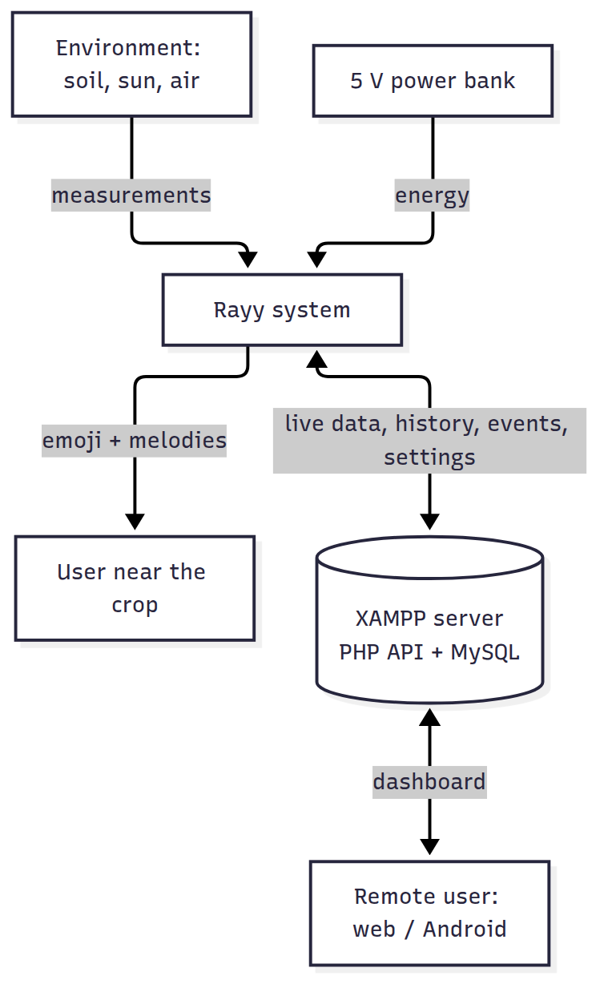 Environment:
soil, sun, air
5 V power bank
measurements
energy
Rayy system
emoji + melodies
live data, history, events,
settings
User near the
crop
XAMPP server
PHP API + MySQL
dashboard
Remote user:
web / Android